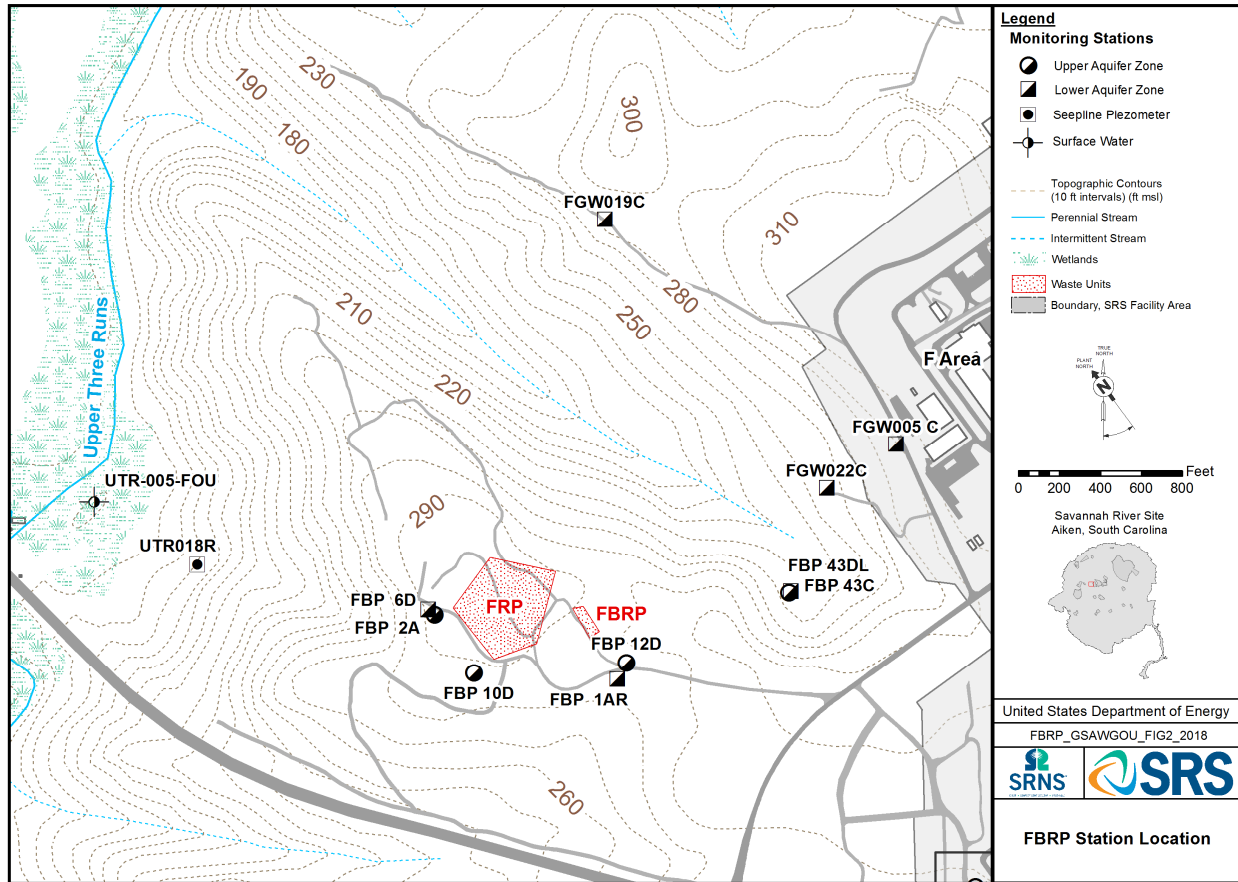 230
190
180
300
FGW019C
310
280
250
210
220
Upper Three Runs
F Area
FGW005 C
FGW022C
UTR-005-FOU
290
UTR018R
FBP 43DL
FBP 43C
FBP 6D
FBP 2A
FRP
FBRP
FBP 12D
FBP 10D
FBP 1AR
260
Legend
Monitoring Stations
Upper Aquifer Zone
Lower Aquifer Zone
Seepline Piezometer
Surface Water
Topographic Contours
(10 ft intervals) (ft msl)
Perennial Stream
Intermittent Stream
Wetlands
Waste Units
Boundary, SRS Facility Area
TRUE
NORTH
PLANT
NORTH
N
Feet
0 200 400 600 800
Savannah River Site
Aiken, South Carolina
United States Department of Energy
FBRP_GSAWGOU_FIG2_2018
SRNS
SRS
FBRP Station Location